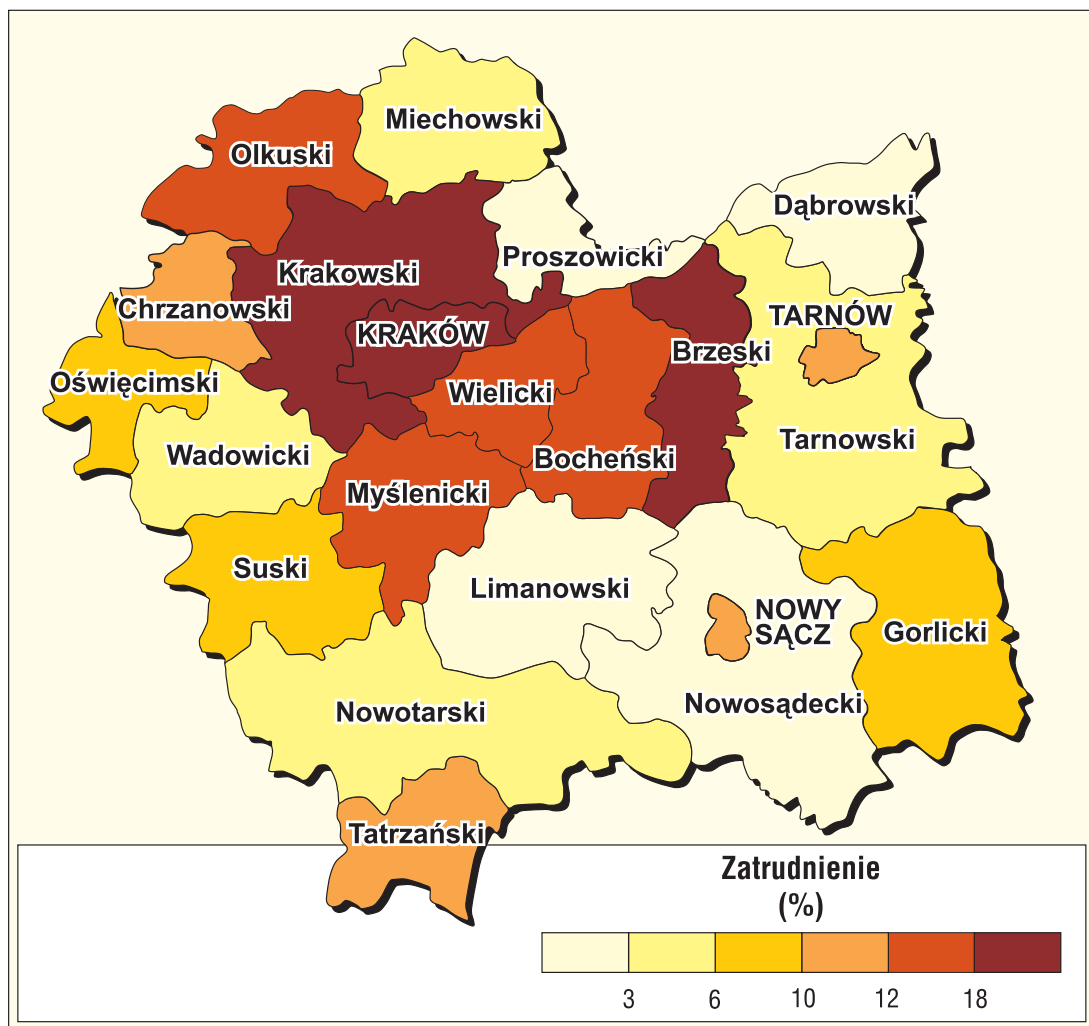 Miechowski
Olkuski
Dąbrowski
Proszowicki
Krakowski
Chrzanowski
TARNÓW
KRAKÓW
Brzeski
Oświęcimski
Wielicki
Tarnowski
Wadowicki
Bocheński
Myślenicki
Suski
Limanowski
NOWY
SĄCZ
Gorlicki
Nowosądecki
Nowotarski
Tatrzański
Zatrudnienie
(%)
3 6 10 12 18